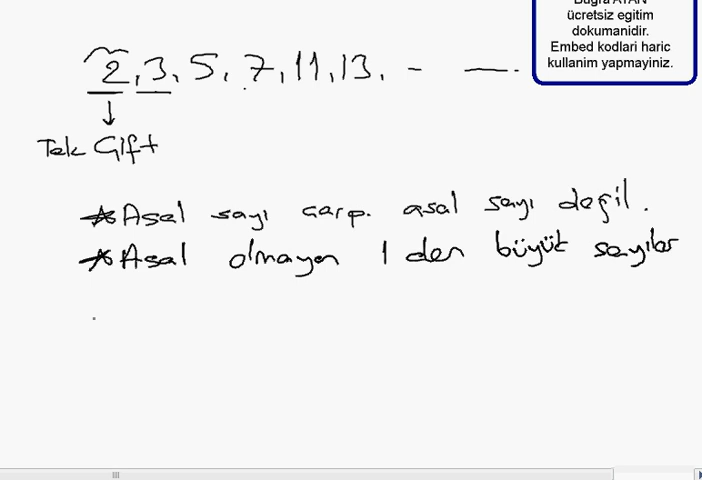 Buğra AYAN
ücretsiz egitim
dokumanidir.
Embed kodlari haric
kullanim yapmayiniz.
2, 3, 5, 7, 11, 13, - —.
Tek Çift
* Asal sayı çarp. asal sayı değil.
* Asal olmayan 1 den büyük sayılar